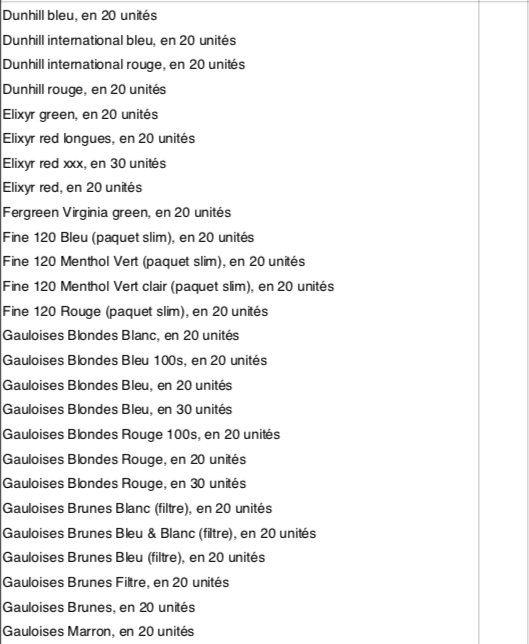 Dunhill bleu, en 20 unités
Dunhill international bleu, en 20 unités
Dunhill international rouge, en 20 unités
Dunhill rouge, en 20 unités
Elixyr green, en 20 unités
Elixyr red longues, en 20 unités
Elixyr red xxx, en 30 unités
Elixyr red, en 20 unités
Fergreen Virginia green, en 20 unités
Fine 120 Bleu (paquet slim), en 20 unités
Fine 120 Menthol Vert (paquet slim), en 20 unités
Fine 120 Menthol Vert clair (paquet slim), en 20 unités
Fine 120 Rouge (paquet slim), en 20 unités
Gauloises Blondes Blanc, en 20 unités
Gauloises Blondes Bleu 100s, en 20 unités
Gauloises Blondes Bleu, en 20 unités
Gauloises Blondes Bleu, en 30 unités
Gauloises Blondes Rouge 100s, en 20 unités
Gauloises Blondes Rouge, en 20 unités
Gauloises Blondes Rouge, en 30 unités
Gauloises Brunes Blanc (filtre), en 20 unités
Gauloises Brunes Bleu & Blanc (filtre), en 20 unités
Gauloises Brunes Bleu (filtre), en 20 unités
Gauloises Brunes Filtre, en 20 unités
Gauloises Brunes, en 20 unités
Gauloises Marron, en 20 unités